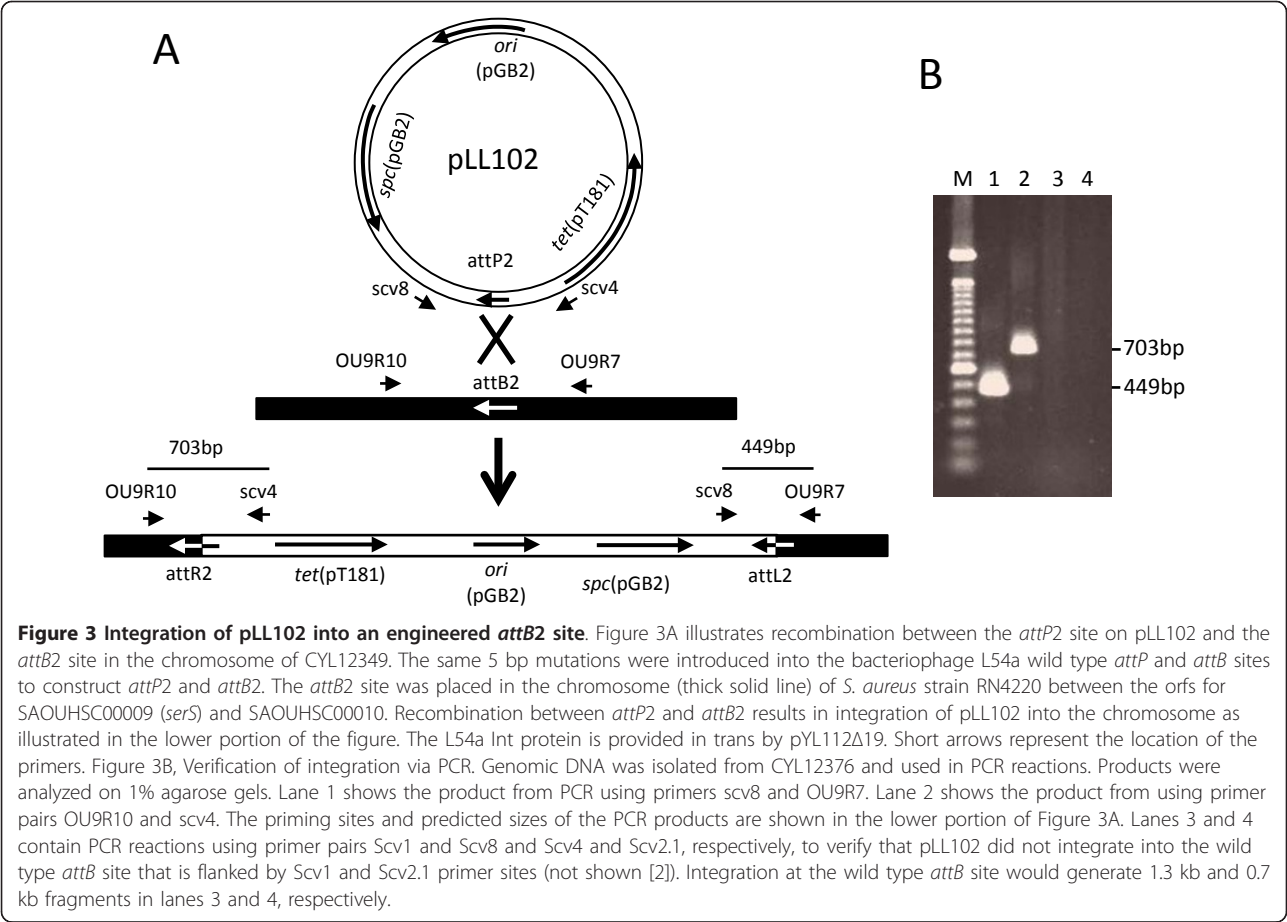 A
ori
(pGB2)
spc(pGB2)
pLL102
tet(pT181)
attP2
scv8
scv4
OU9R10
OU9R7
attB2
703bp
449bp
OU9R10
scv4
scv8
OU9R7
attR2
tet(pT181)
ori
(pGB2)
spc(pGB2)
attL2
B
M 1 2 3 4
703bp
449bp
Figure 3 Integration of pLL102 into an engineered attB2 site. Figure 3A illustrates recombination between the attP2 site on pLL102 and the
attB2 site in the chromosome of CYL12349. The same 5 bp mutations were introduced into the bacteriophage L54a wild type attP and attB sites
to construct attP2 and attB2. The attB2 site was placed in the chromosome (thick solid line) of S. aureus strain RN4220 between the orfs for
SAOUHSC00009 (serS) and SAOUHSC00010. Recombination between attP2 and attB2 results in integration of pLL102 into the chromosome as
illustrated in the lower portion of the figure. The L54a Int protein is provided in trans by pYL112Δ19. Short arrows represent the location of the
primers. Figure 3B, Verification of integration via PCR. Genomic DNA was isolated from CYL12376 and used in PCR reactions. Products were
analyzed on 1% agarose gels. Lane 1 shows the product from PCR using primers scv8 and OU9R7. Lane 2 shows the product from using primer
pairs OU9R10 and scv4. The priming sites and predicted sizes of the PCR products are shown in the lower portion of Figure 3A. Lanes 3 and 4
contain PCR reactions using primer pairs Scv1 and Scv8 and Scv4 and Scv2.1, respectively, to verify that pLL102 did not integrate into the wild
type attB site that is flanked by Scv1 and Scv2.1 primer sites (not shown [2]). Integration at the wild type attB site would generate 1.3 kb and 0.7
kb fragments in lanes 3 and 4, respectively.